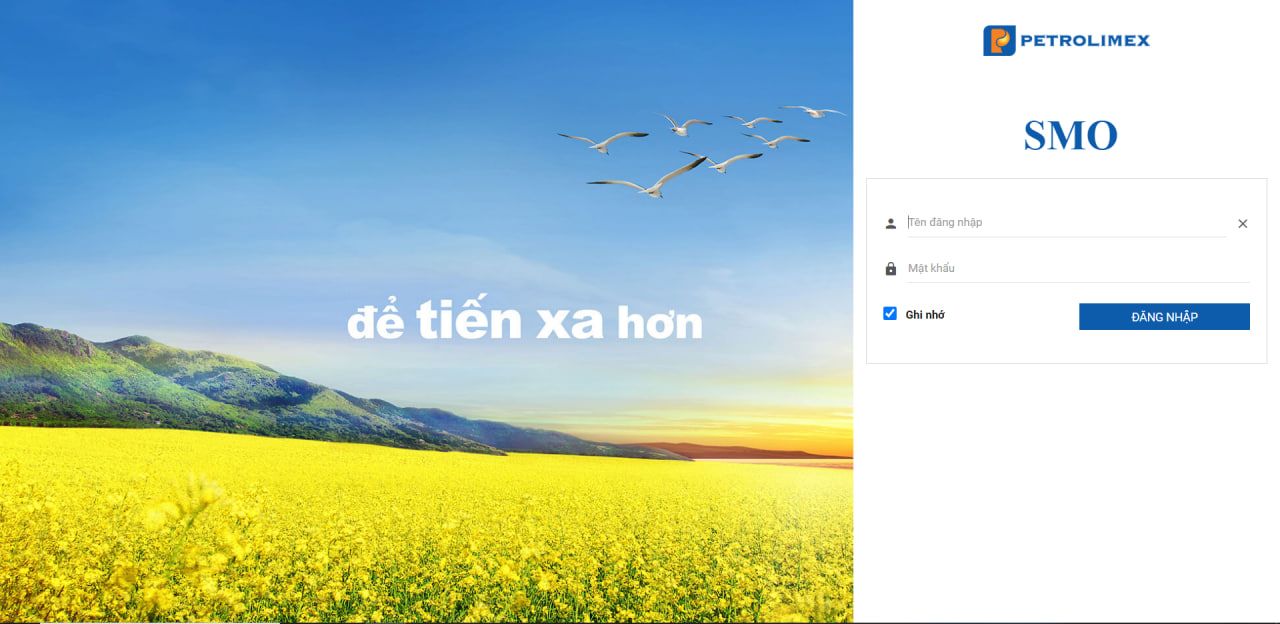 để tiến xa hơn
PETROLIMEX
SMO
Tên đăng nhập
Mật khẩu
Ghi nhớ
ĐĂNG NHẬP